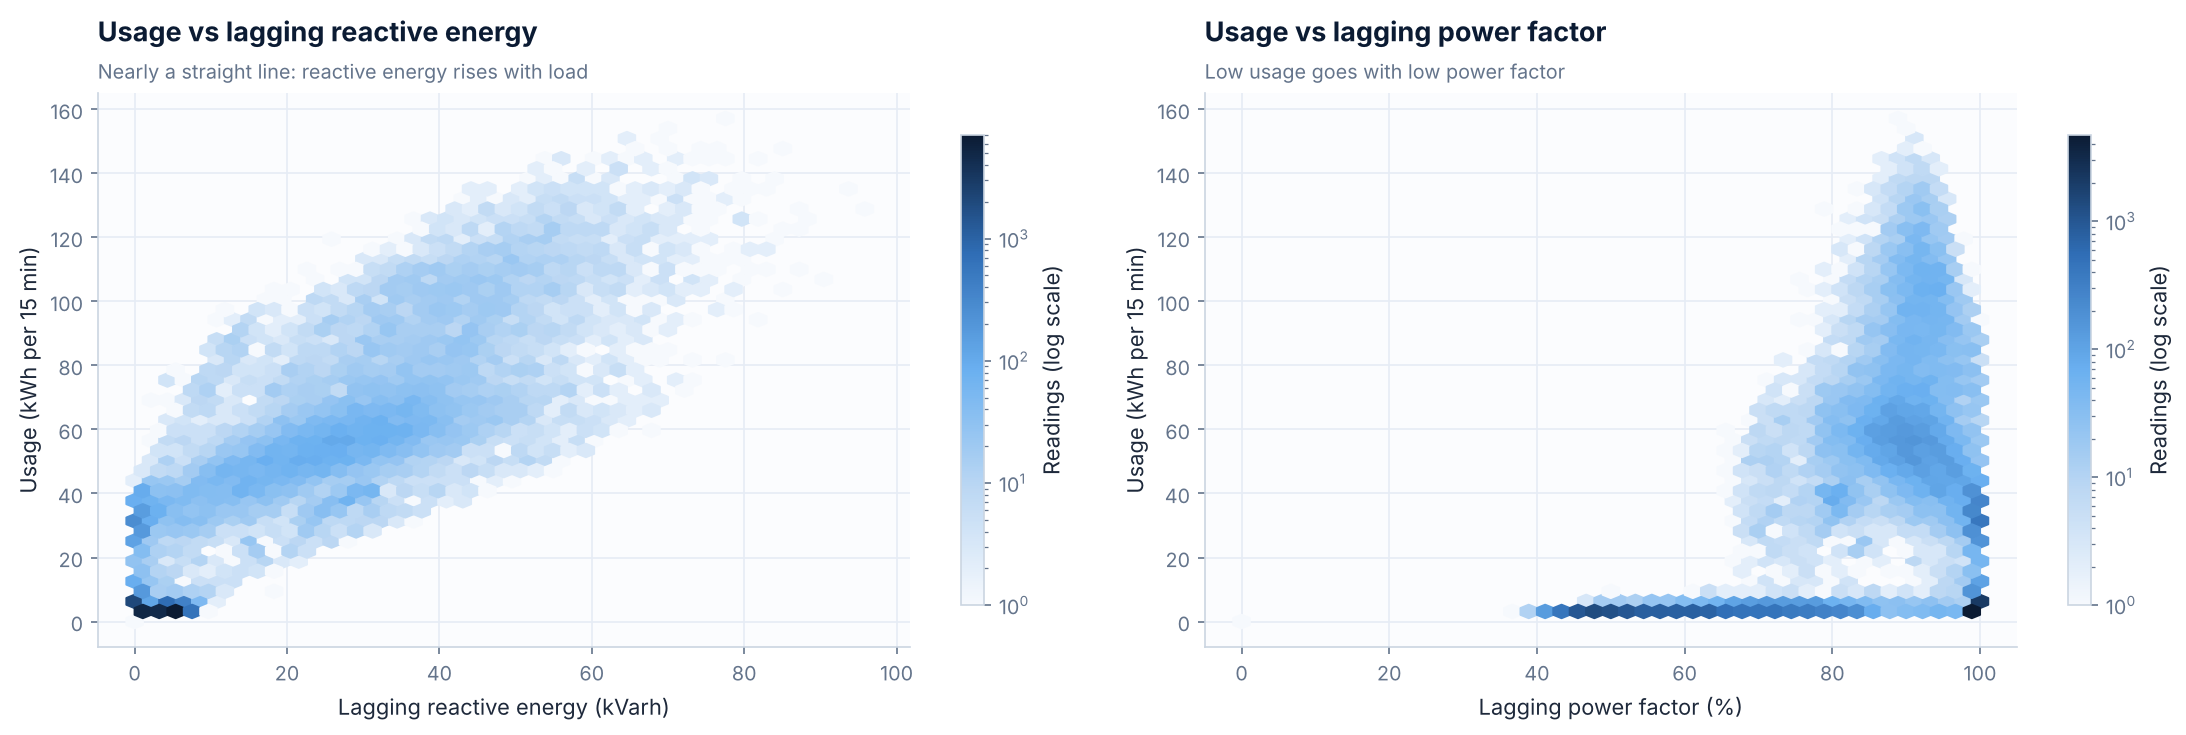 Usage vs lagging reactive energy
Nearly a straight line: reactive energy rises with load
160
140
120
100
80
60
40
20
0
Usage (kWh per 15 min)
0 20 40 60 80 100
Lagging reactive energy (kVarh)
10³
10²
10¹
10⁰
Readings (log scale)
Usage vs lagging power factor
Low usage goes with low power factor
160
140
120
100
80
60
40
20
0
Usage (kWh per 15 min)
0 20 40 60 80 100
Lagging power factor (%)
10³
10²
10¹
10⁰
Readings (log scale)